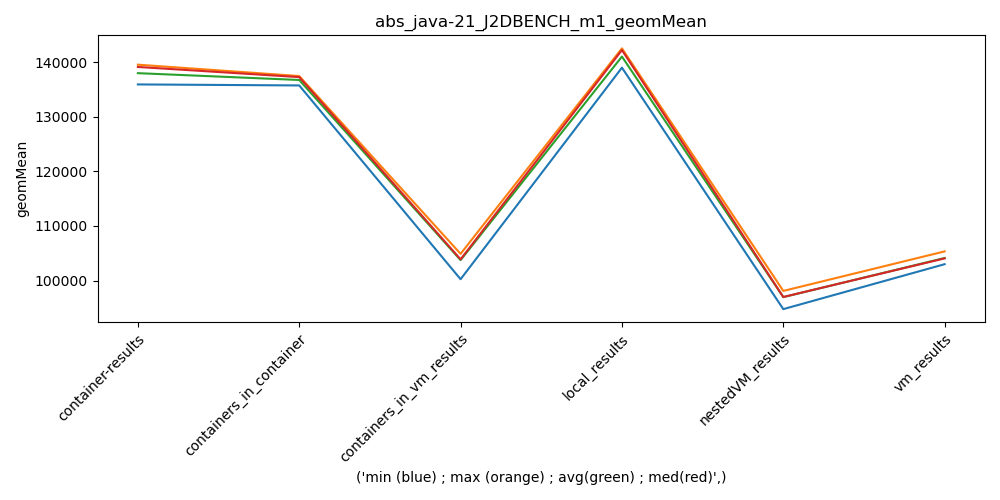 abs_java-21_J2DBENCH_m1_geomMean
geomMean
140000
130000
120000
110000
100000
container-results
containers_in_container
containers_in_vm_results
local_results
nestedVM_results
vm_results
('min (blue) ; max (orange) ; avg(green) ; med(red)',)